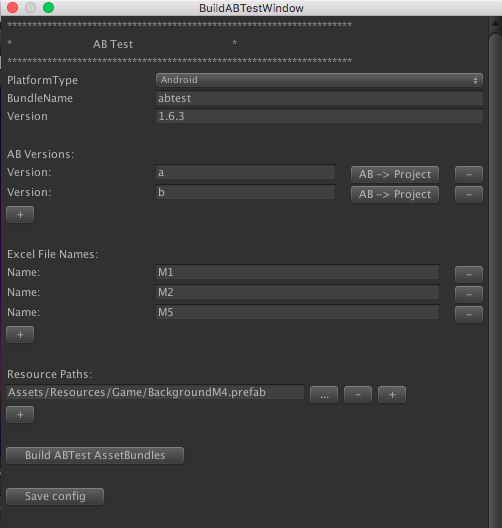 BuildABTestWindow
************************************************************************
* AB Test *
************************************************************************
PlatformType Android
BundleName abtest
Version 1.6.3
AB Versions:
Version: a AB -> Project -
Version: b AB -> Project -
+
Excel File Names:
Name: M1 -
Name: M2 -
Name: M5 -
+
Resource Paths:
Assets/Resources/Game/BackgroundM4.prefab ... - +
+
Build ABTest AssetBundles
Save config